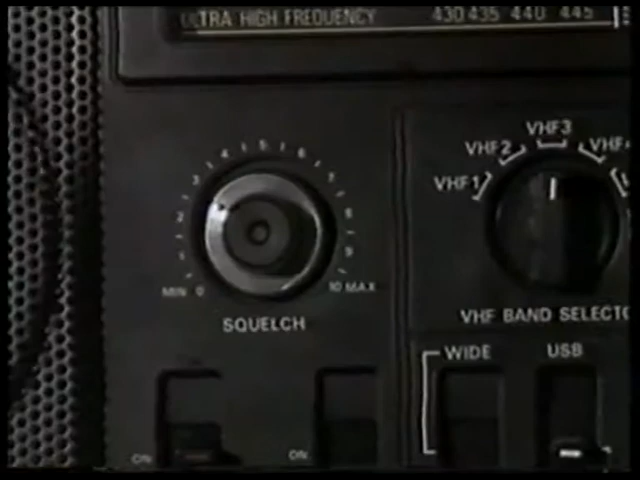 ULTRA HIGH FREQUENCY 430 435 440 445
VHF1 VHF2 VHF3 VHF
MIN 0 1 2 3 4 5 6 7 8 9 10 MAX
SQUELCH
VHF BAND SELECTO
WIDE USB
ON ON